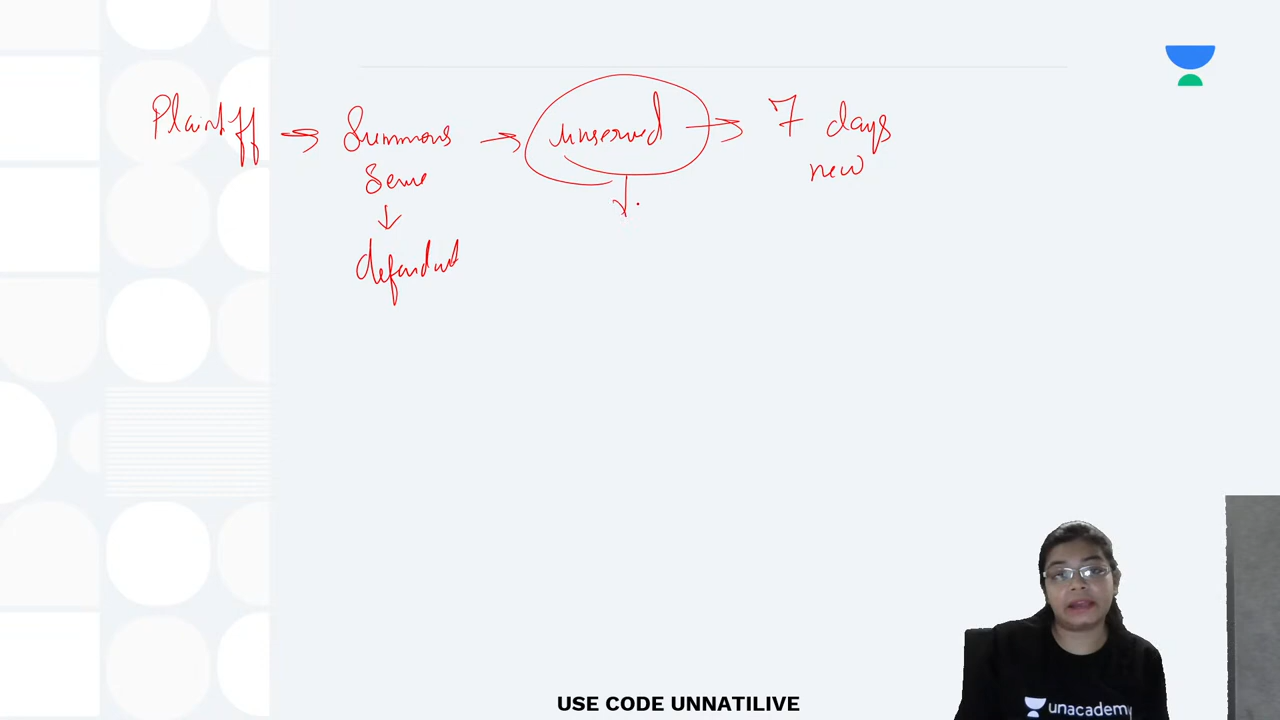 Plaintiff → Summons → unserved → 7 days
serve
new
↓
defendant
USE CODE UNNATILIVE
unacademy